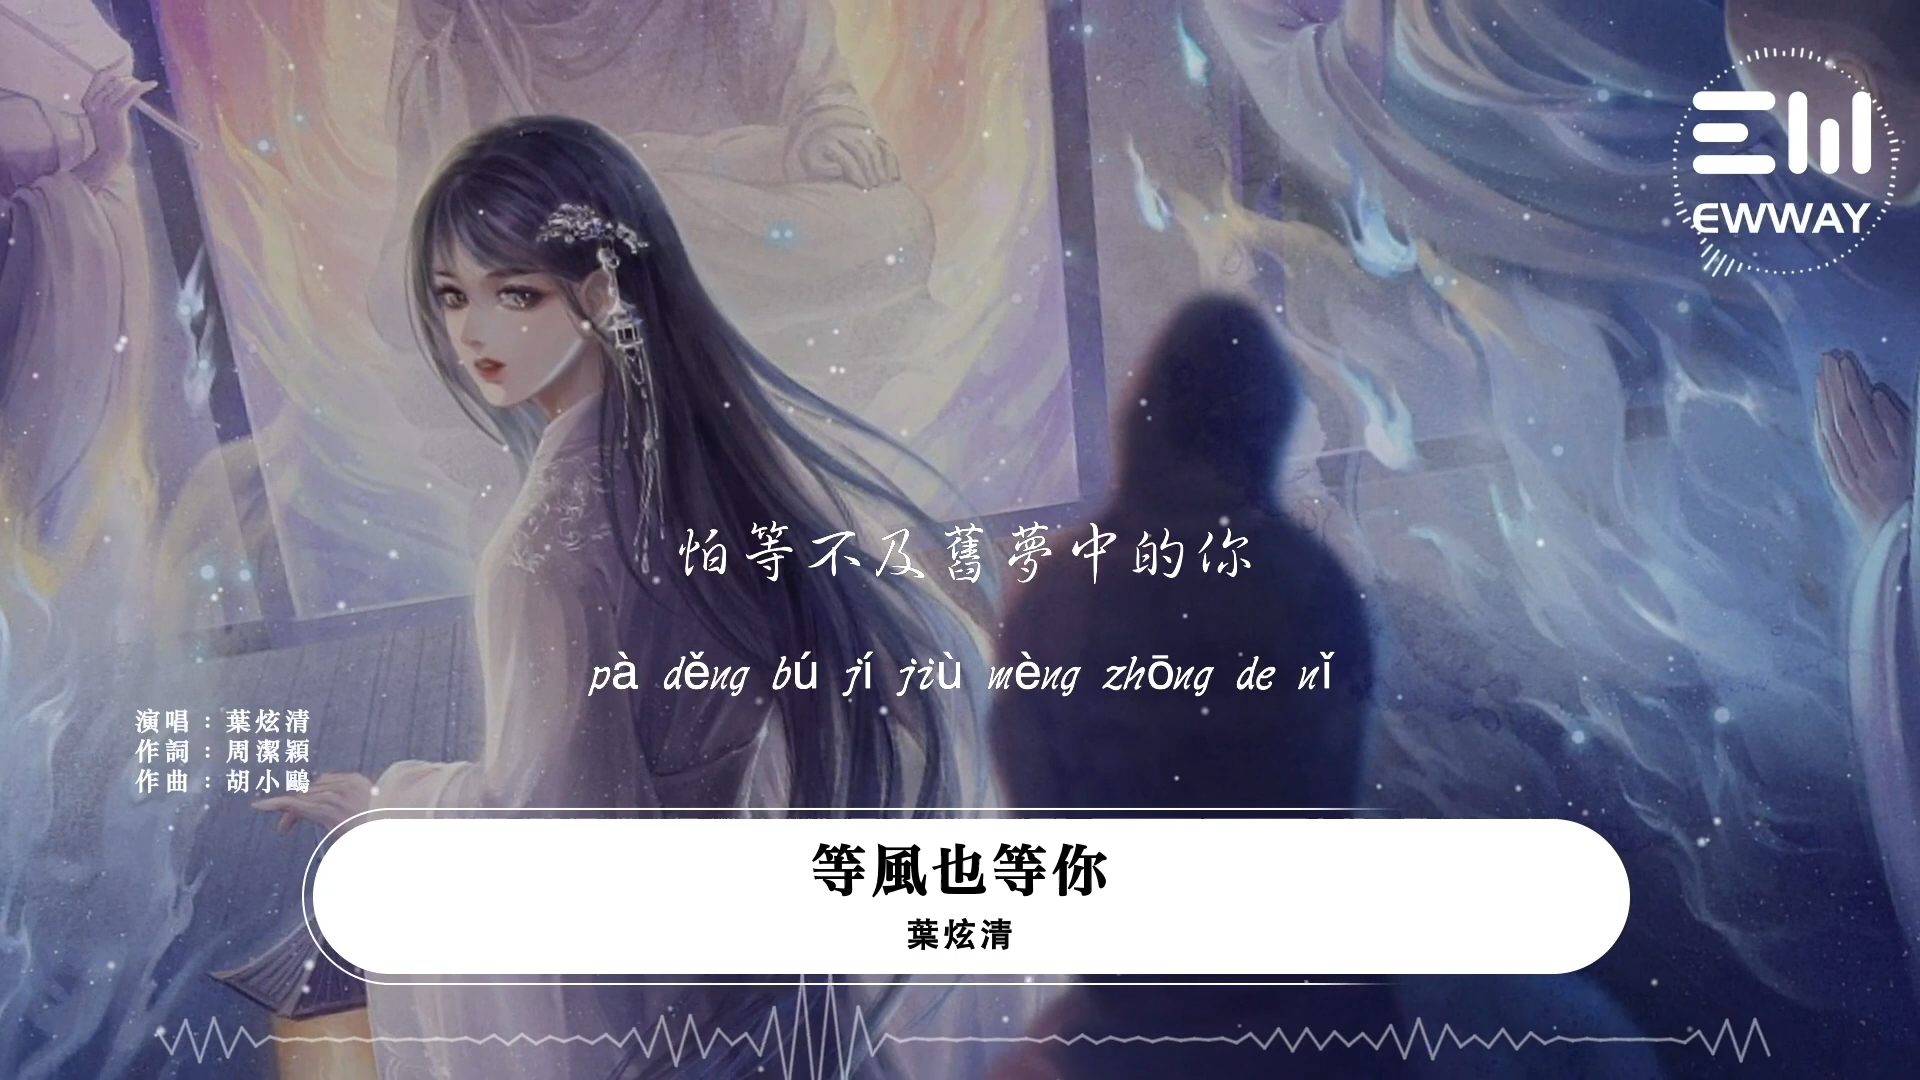 EW
EWWAY
怕等不及舊夢中的你
pà děng bú jí jiù mèng zhōng de nǐ
演唱：葉炫清
作詞：周潔穎
作曲：胡小鷗
等風也等你
葉炫清